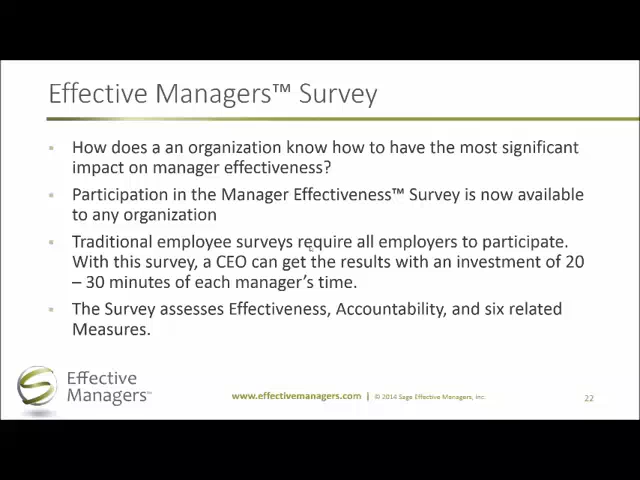 Effective Managers™ Survey
How does a an organization know how to have the most significant
impact on manager effectiveness?
Participation in the Manager Effectiveness™ Survey is now available
to any organization
Traditional employee surveys require all employers to participate.
With this survey, a CEO can get the results with an investment of 20
– 30 minutes of each manager's time.
The Survey assesses Effectiveness, Accountability, and six related
Measures.
Effective
Managers™
www.effectivemanagers.com | © 2014 Sage Effective Managers, Inc.
22